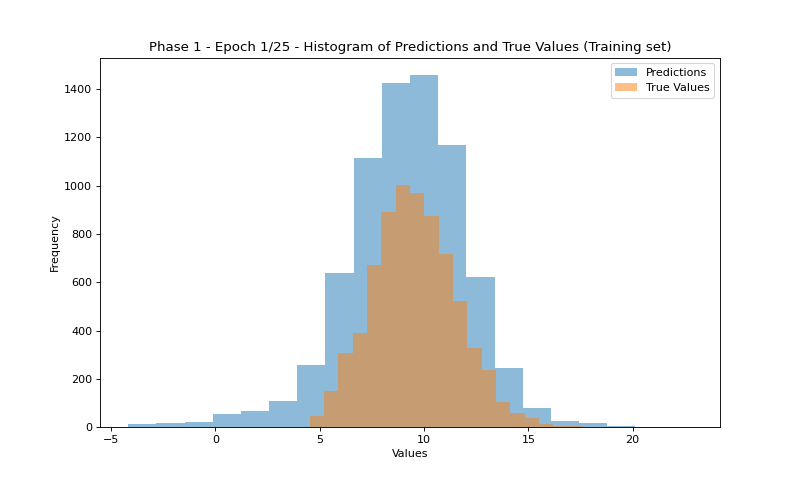 Phase 1 - Epoch 1/25 - Histogram of Predictions and True Values (Training set)
Predictions
True Values
1400
1200
1000
800
600
400
200
0
Frequency
−5
0
5
10
15
20
Values